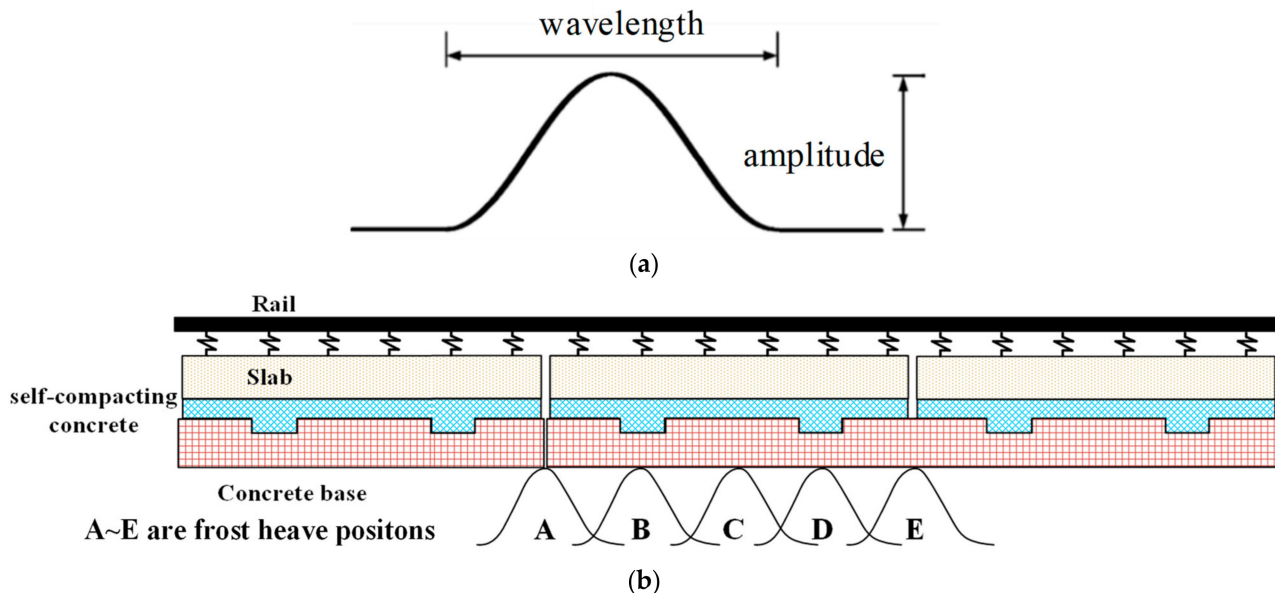 wavelength
amplitude
(a)
Rail
Slab
self-compacting
concrete
Concrete base
A~E are frost heave positons
A B C D E
(b)